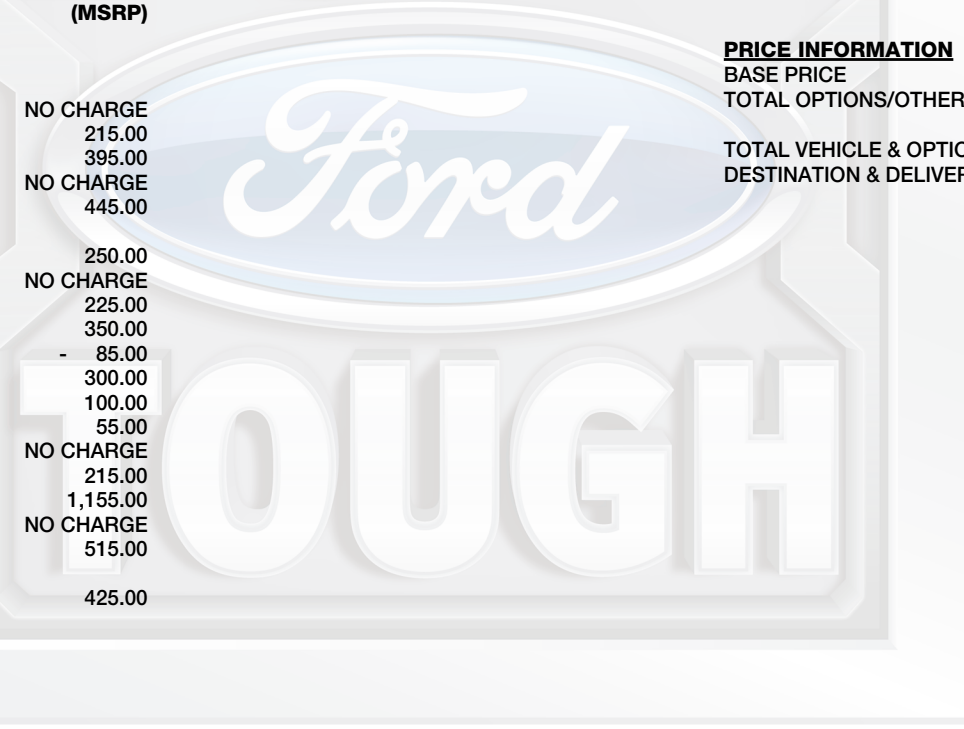 (MSRP)
NO CHARGE
215.00
395.00
NO CHARGE
445.00
250.00
NO CHARGE
225.00
350.00
- 85.00
300.00
100.00
55.00
NO CHARGE
215.00
1,155.00
NO CHARGE
515.00
425.00
PRICE INFORMATION
BASE PRICE
TOTAL OPTIONS/OTHER
TOTAL VEHICLE & OPTIO
DESTINATION & DELIVER
Ford
TOUGH